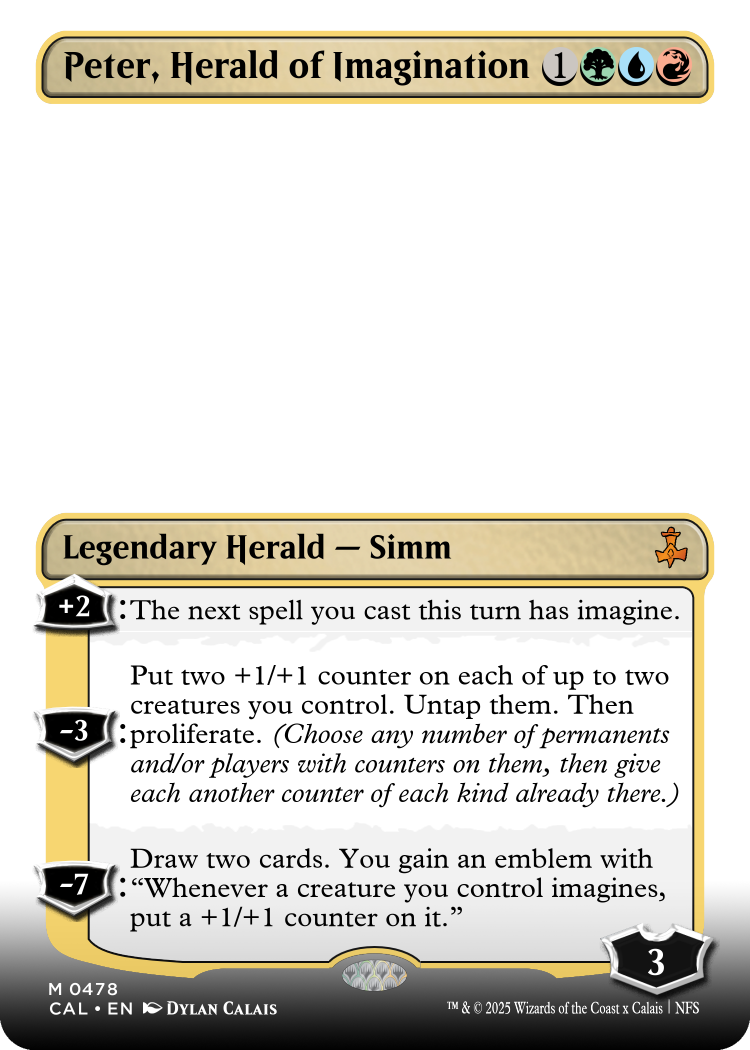 Peter, Herald of Imagination 1
Legendary Herald — Simm
+2: The next spell you cast this turn has imagine.
Put two +1/+1 counter on each of up to two
creatures you control. Untap them. Then
−3: proliferate. (Choose any number of permanents
and/or players with counters on them, then give
each another counter of each kind already there.)
Draw two cards. You gain an emblem with
−7: “Whenever a creature you control imagines,
put a +1/+1 counter on it.”
3
M 0478
CAL • EN DYLAN CALAIS
™ & © 2025 Wizards of the Coast x Calais | NFS